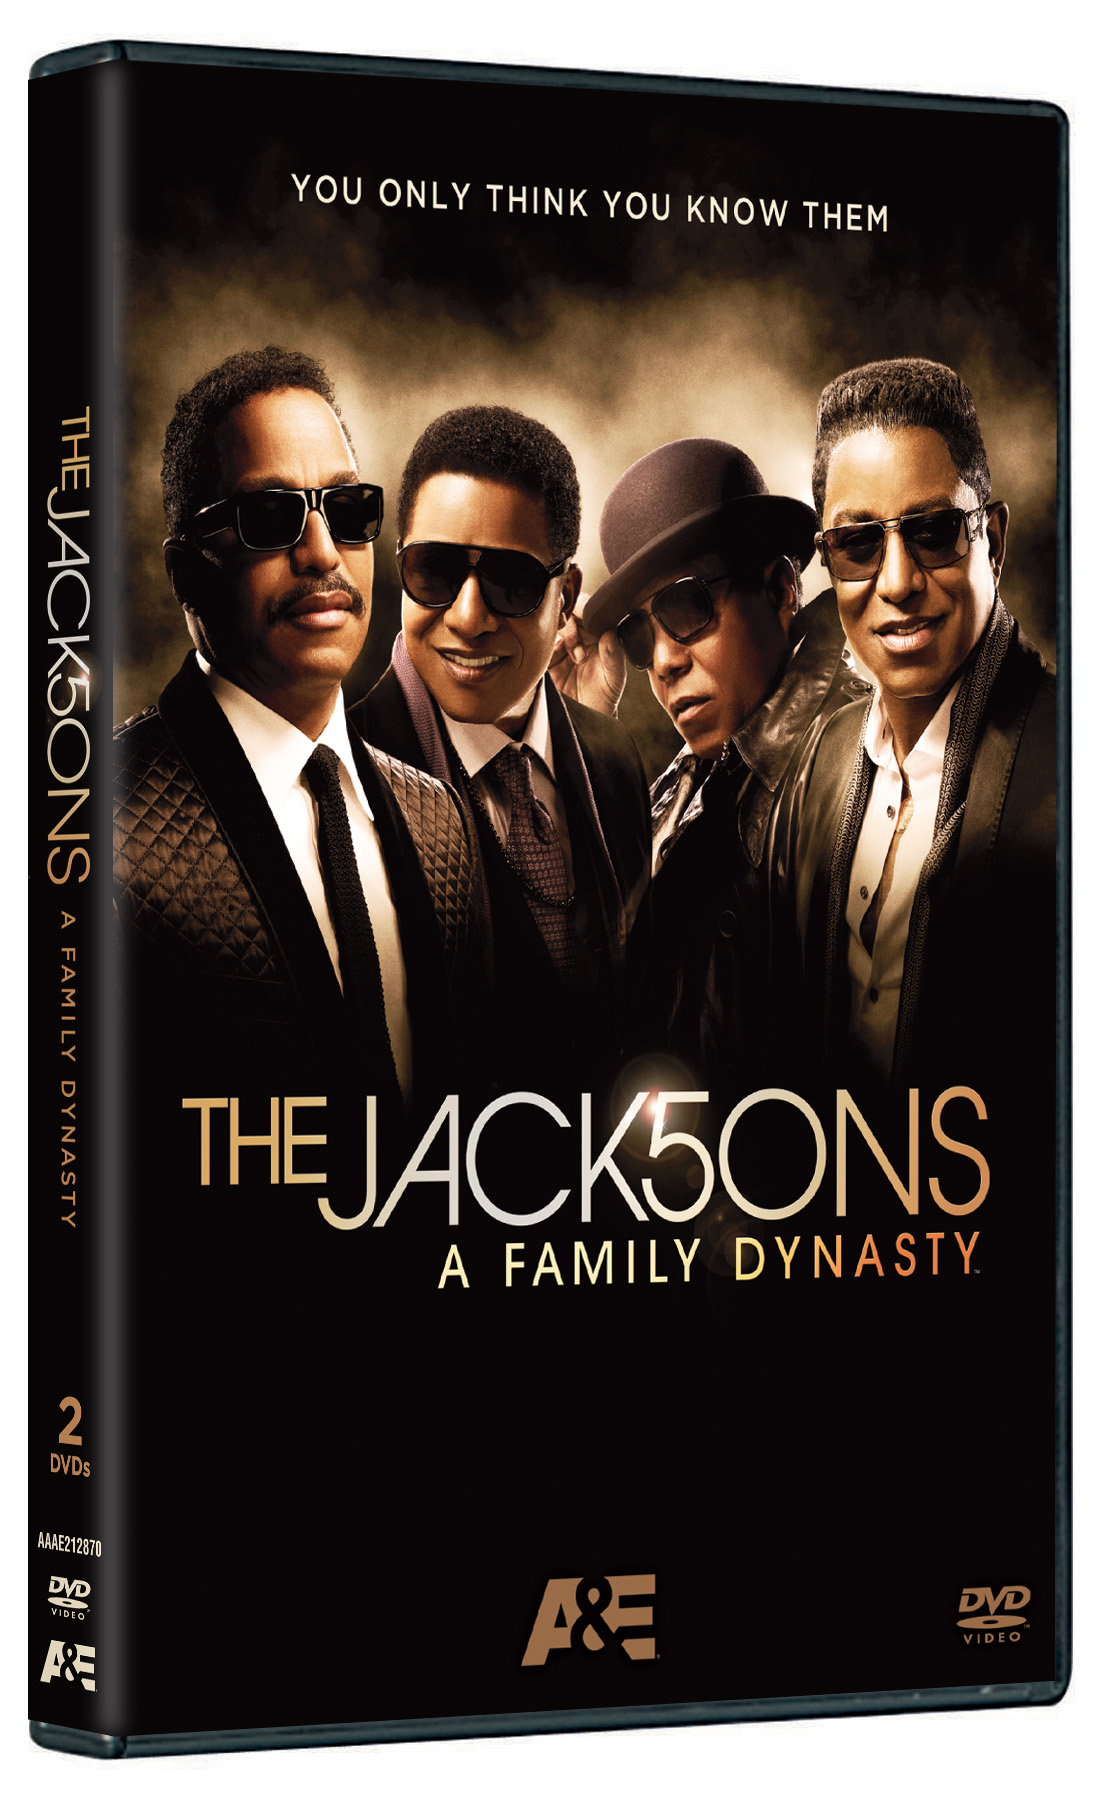 YOU ONLY THINK YOU KNOW THEM
THE JACK5ONS
A FAMILY DYNASTY™
A&E
DVD
VIDEO
THE JACK5ONS A FAMILY DYNASTY
2
DVDs
AAAE212870
DVD
VIDEO
A&E